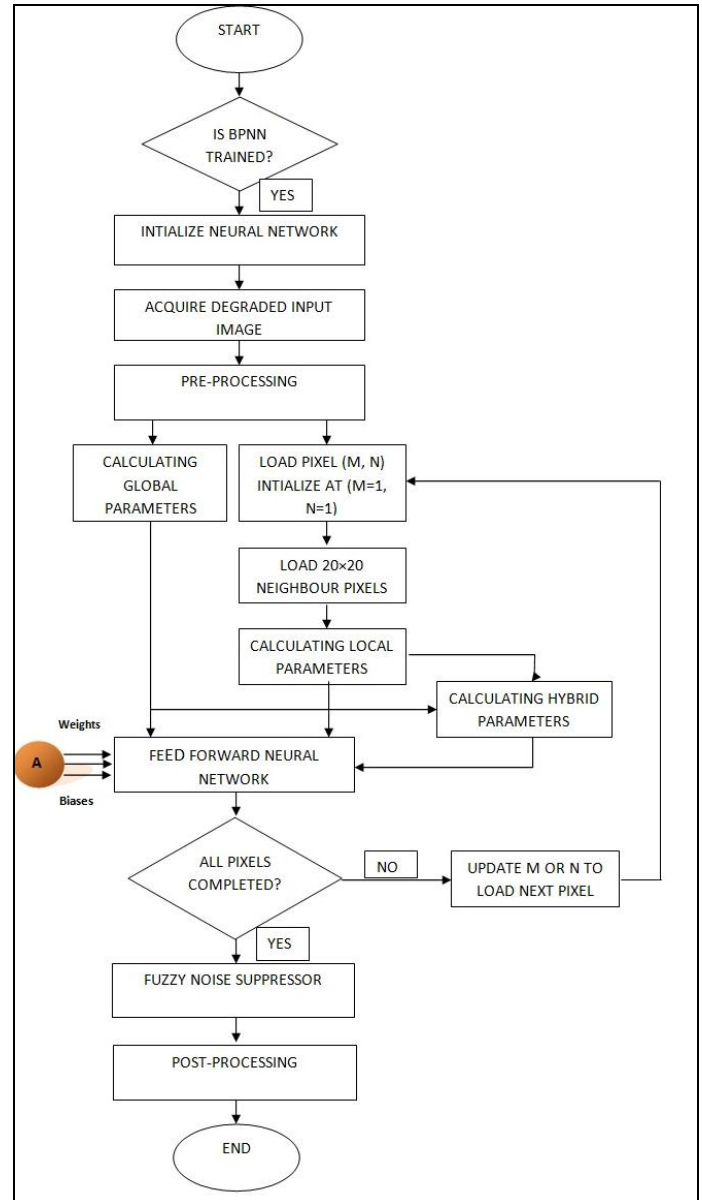 START
IS BPNN
TRAINED?
YES
INTIALIZE NEURAL NETWORK
ACQUIRE DEGRADED INPUT
IMAGE
PRE-PROCESSING
CALCULATING
GLOBAL
PARAMETERS
LOAD PIXEL (M, N)
INTIALIZE AT (M=1,
N=1)
LOAD 20×20
NEIGHBOUR PIXELS
CALCULATING LOCAL
PARAMETERS
CALCULATING HYBRID
PARAMETERS
Weights
A
Biases
FEED FORWARD NEURAL
NETWORK
ALL PIXELS
COMPLETED?
NO
UPDATE M OR N TO
LOAD NEXT PIXEL
YES
FUZZY NOISE SUPPRESSOR
POST-PROCESSING
END